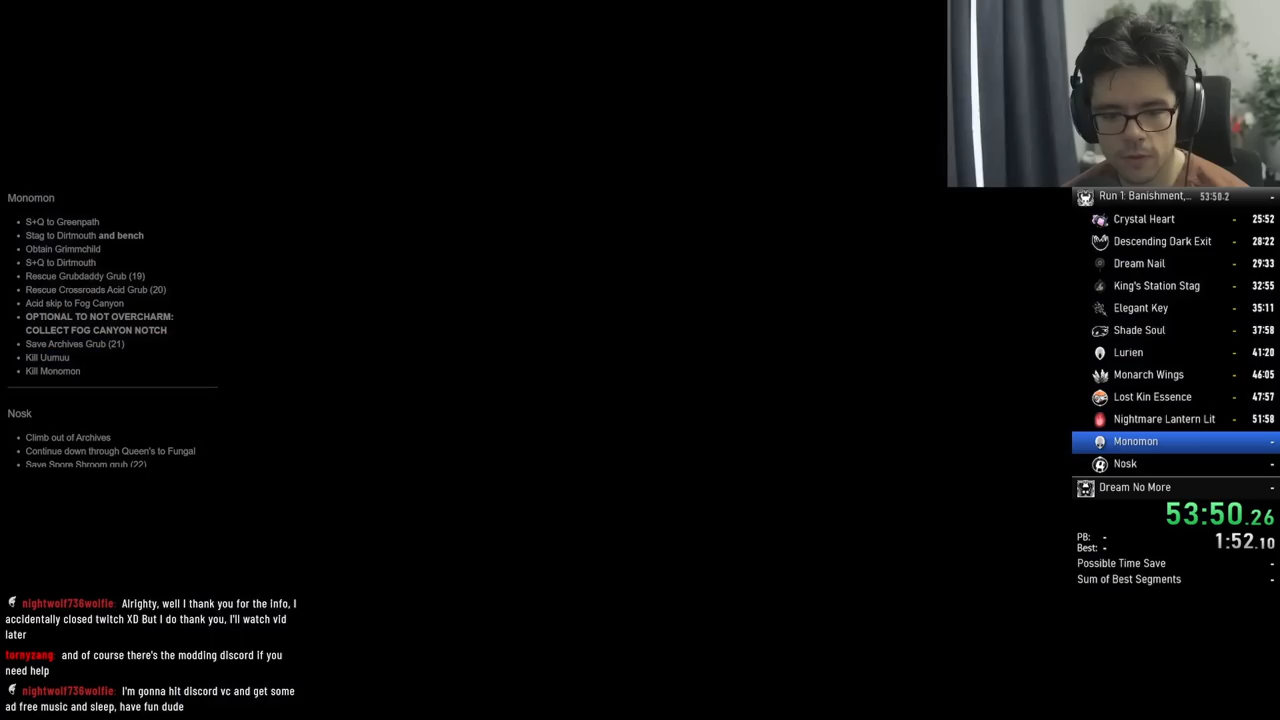 Monomon
S+Q to Greenpath
Stag to Dirtmouth and bench
Obtain Grimmchild
S+Q to Dirtmouth
Rescue Grubdaddy Grub (19)
Rescue Crossroads Acid Grub (20)
Acid skip to Fog Canyon
OPTIONAL TO NOT OVERCHARM:
COLLECT FOG CANYON NOTCH
Save Archives Grub (21)
Kill Uumuu
Kill Monomon
Nosk
Climb out of Archives
Continue down through Queen's to Fungal
Save Spore Shroom grub (22)
nightwolf736wolfie: Alrighty, well I thank you for the info, I
accidentally closed twitch XD But I do thank you, I'll watch vid
later
tornyzang and of course there's the modding discord if you
need help
nightwolf736wolfie: I'm gonna hit discord vc and get some
ad free music and sleep, have fun dude
Run 1: Banishment,... 53:50.2 -
Crystal Heart - 25:52
Descending Dark Exit - 28:22
Dream Nail - 29:33
King's Station Stag - 32:55
Elegant Key - 35:11
Shade Soul - 37:58
Lurien - 41:20
Monarch Wings - 46:05
Lost Kin Essence - 47:57
Nightmare Lantern Lit - 51:58
Monomon -
Nosk -
Dream No More -
53:50.26
PB: -
Best: -
1:52.10
Possible Time Save -
Sum of Best Segments -